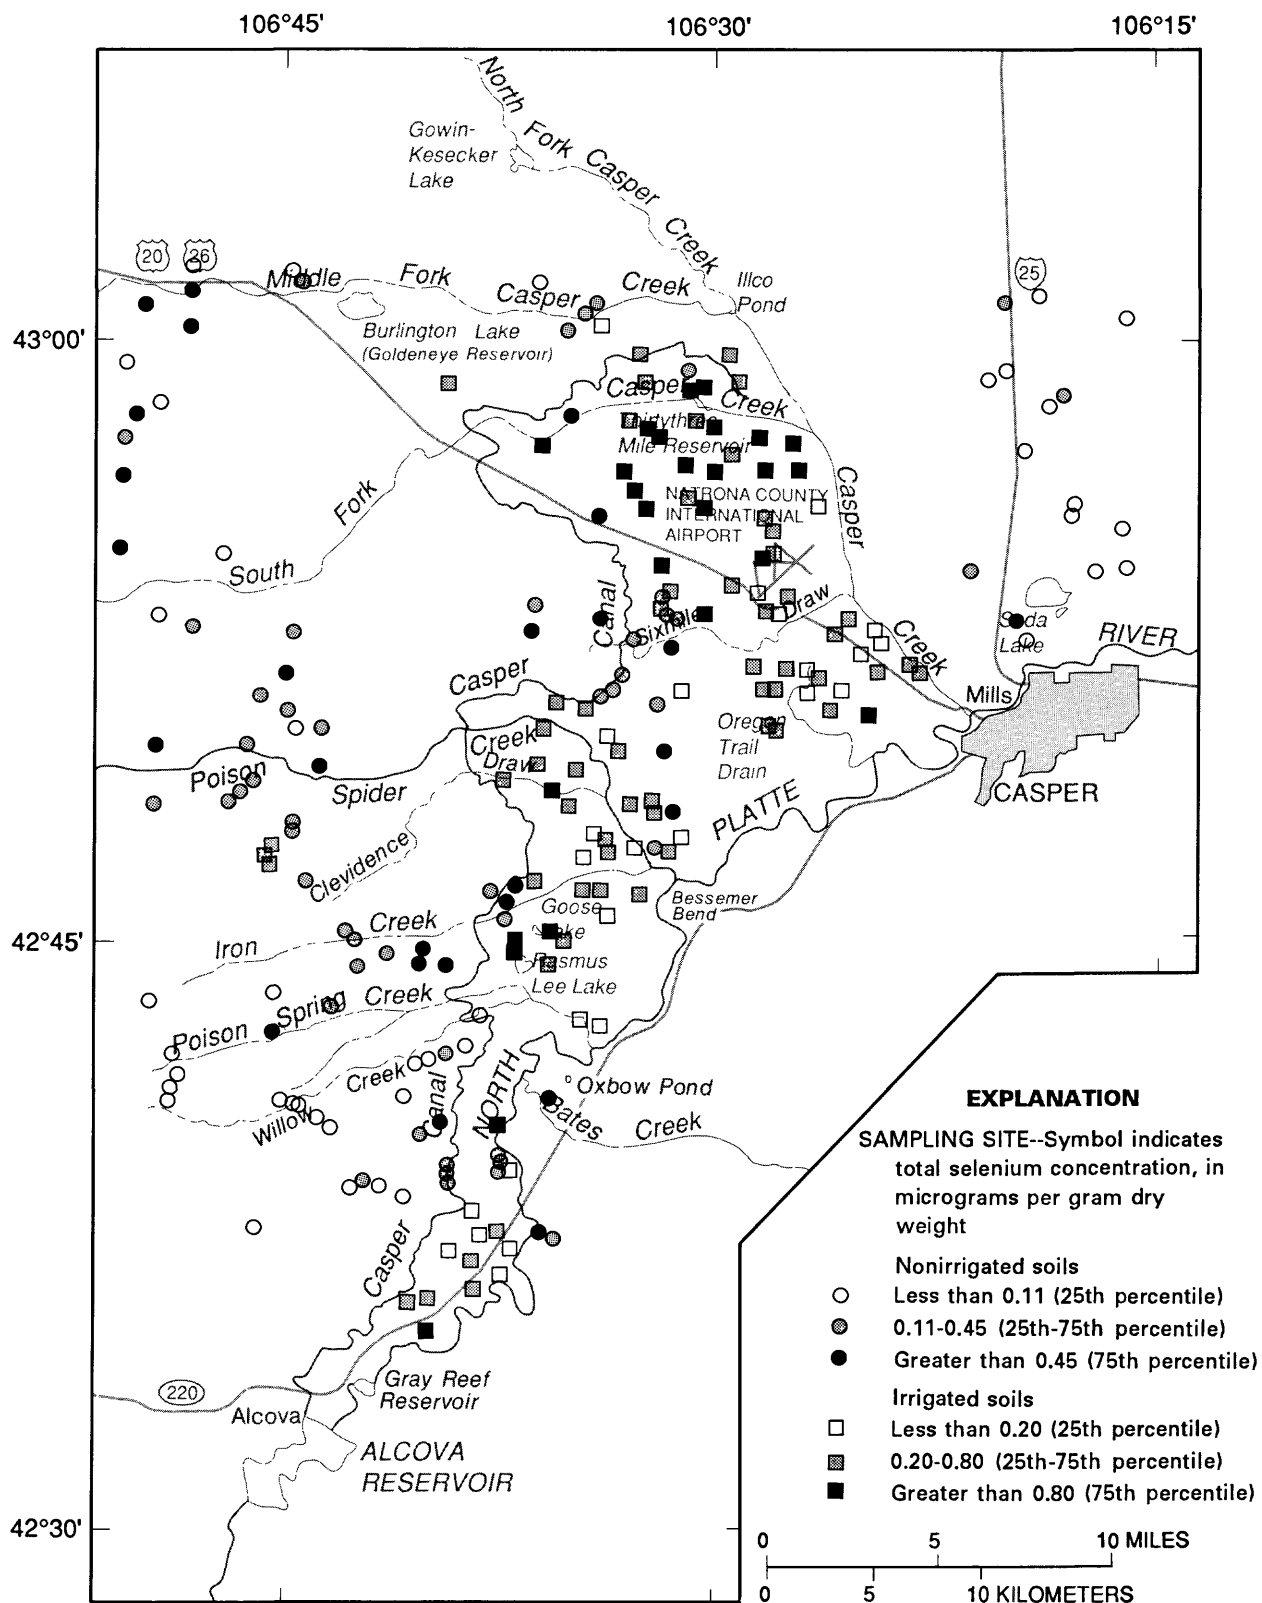 106°45'
106°30'
106°15'
North
Fork
Casper
Creek
Gowin-
Kesecker
Lake
20
26
25
Middle
Fork
Casper
Creek
Illco
Pond
Burlington Lake
(Goldeneye Reservoir)
43°00'
Casper
Creek
Thirtythree
Mile Reservoir
NATRONA COUNTY
INTERNATIONAL
AIRPORT
Casper
Creek
South
Fork
Canal
Sixmile
Draw
Soda
Lake
RIVER
Casper
Mills
Oregon
Trail
Drain
Creek
Draw
Poison
Spider
CASPER
PLATTE
Clevidence
Bessemer
Bend
Goose
Lake
Iron
Creek
42°45'
Rasmus
Lee Lake
Poison
Spring
Creek
Willow
Creek
Canal
NORTH
Oxbow Pond
Bates
Creek
Casper
220
Alcova
Gray Reef
Reservoir
ALCOVA
RESERVOIR
42°30'
EXPLANATION
SAMPLING SITE--Symbol indicates
total selenium concentration, in
micrograms per gram dry
weight
Nonirrigated soils
Less than 0.11 (25th percentile)
0.11-0.45 (25th-75th percentile)
Greater than 0.45 (75th percentile)
Irrigated soils
Less than 0.20 (25th percentile)
0.20-0.80 (25th-75th percentile)
Greater than 0.80 (75th percentile)
0 5 10 MILES
0 5 10 KILOMETERS